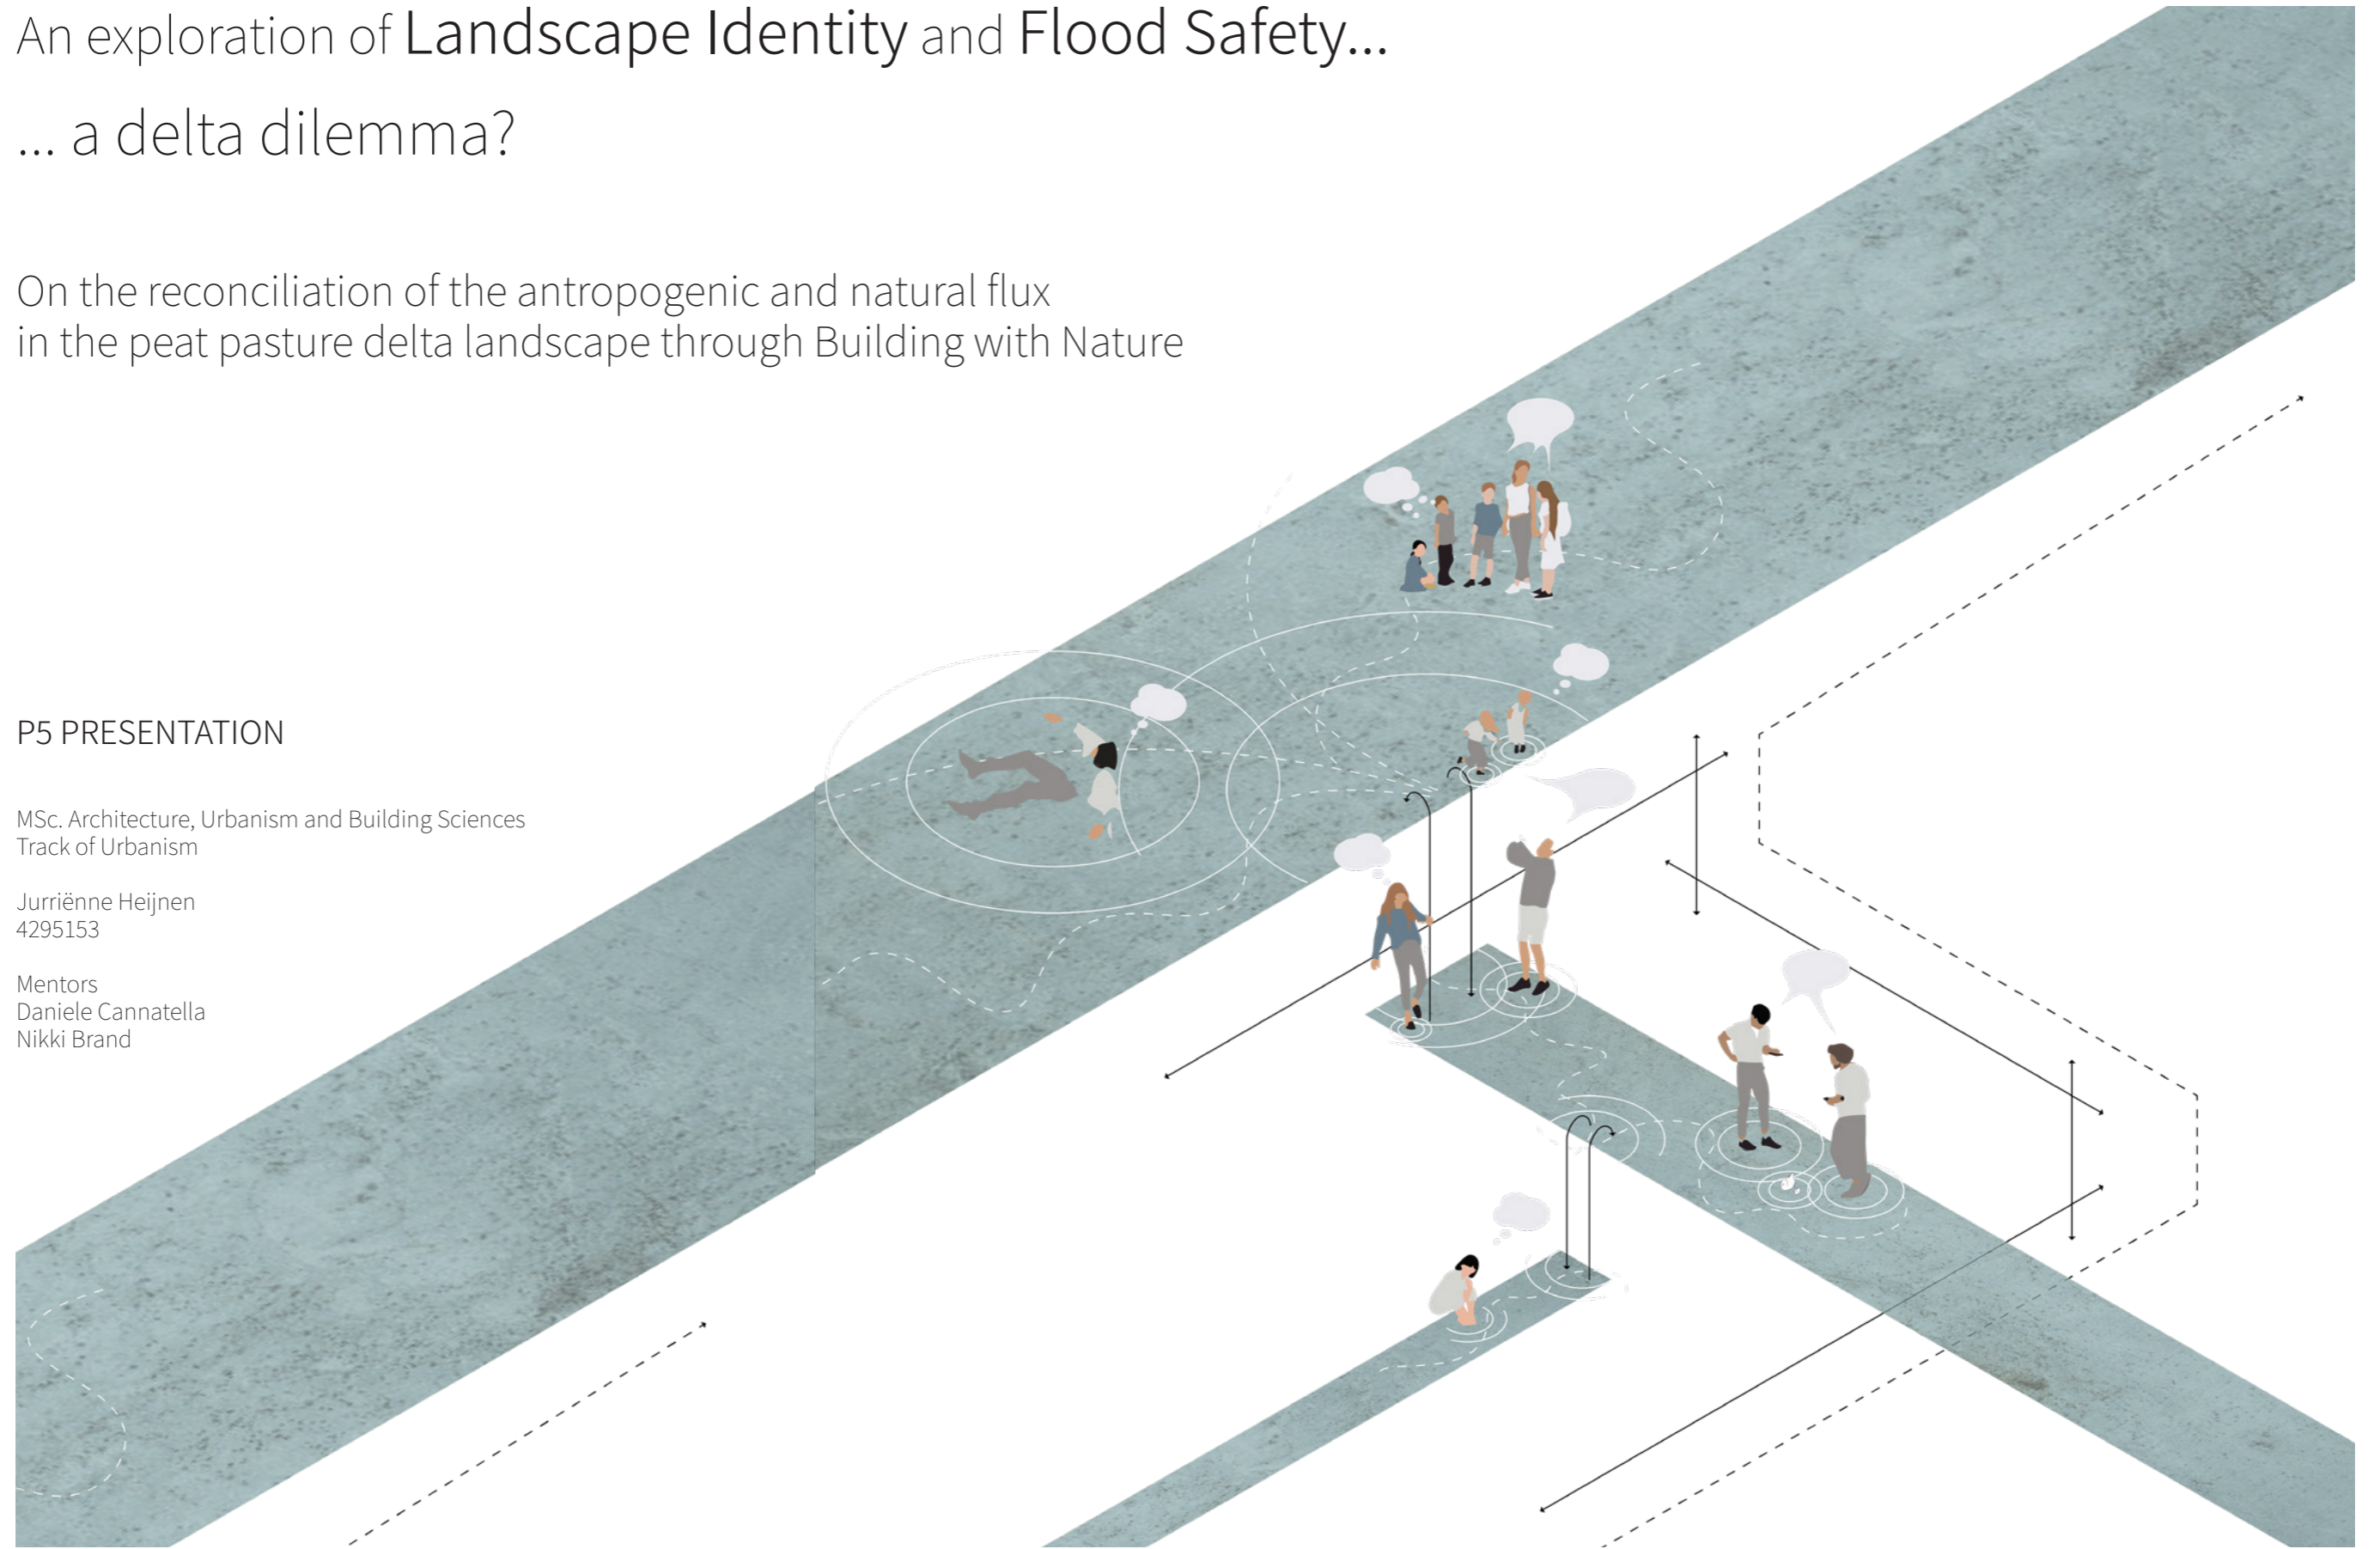 An exploration of Landscape Identity and Flood Safety...
... a delta dilemma?
On the reconciliation of the antropogenic and natural flux
in the peat pasture delta landscape through Building with Nature
P5 PRESENTATION
MSc. Architecture, Urbanism and Building Sciences
Track of Urbanism
Jurriënne Heijnen
4295153
Mentors
Daniele Cannatella
Nikki Brand